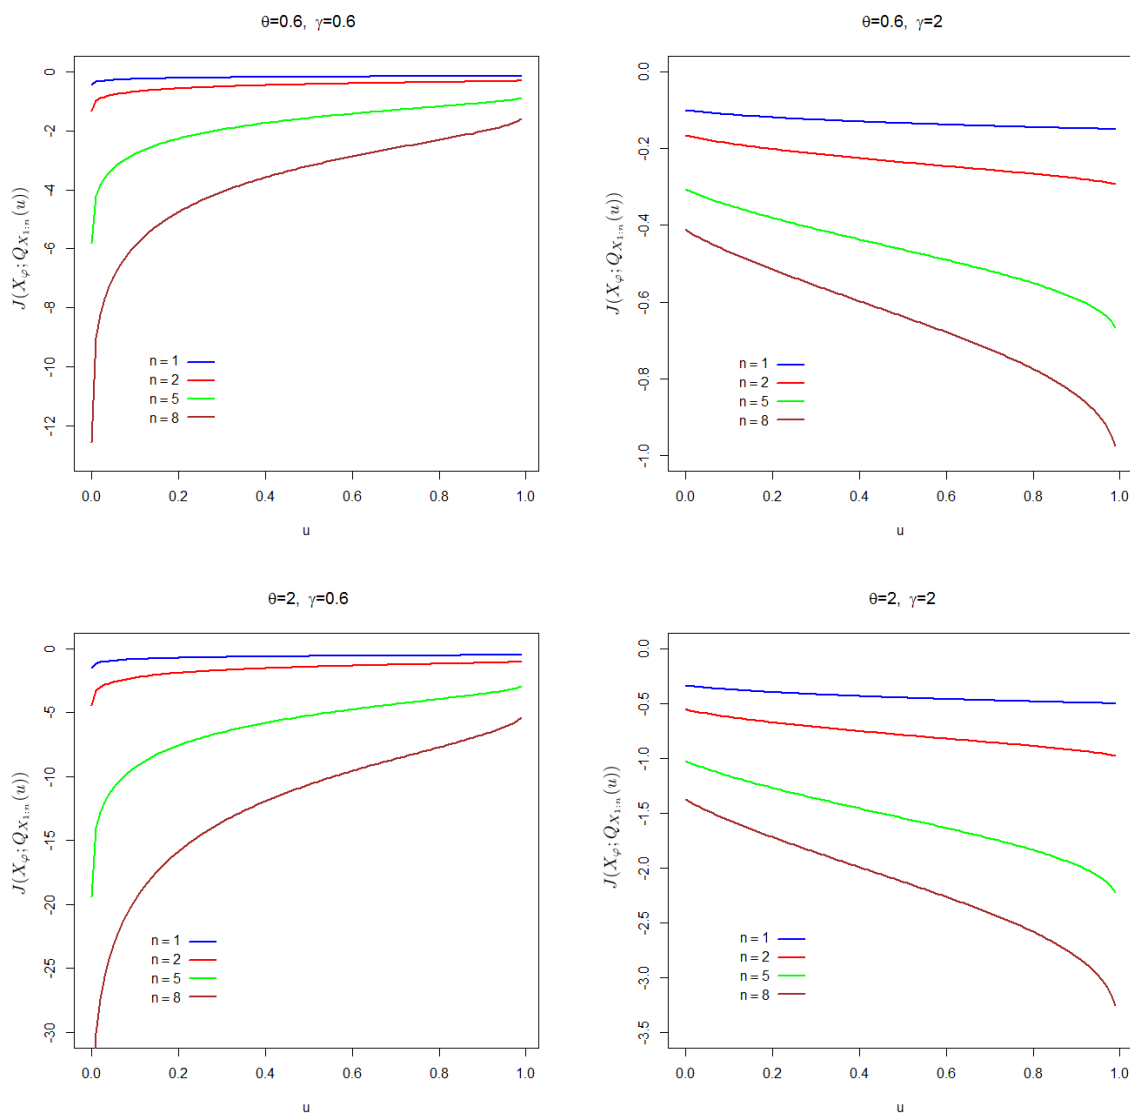 θ=0.6, γ=0.6
J(X_φ; Q_{X_{1:n}}(u))
0
-2
-4
-6
-8
-10
-12
n = 1
n = 2
n = 5
n = 8
0.0 0.2 0.4 0.6 0.8 1.0
u
θ=0.6, γ=2
J(X_φ; Q_{X_{1:n}}(u))
0.0
-0.2
-0.4
-0.6
-0.8
-1.0
n = 1
n = 2
n = 5
n = 8
0.0 0.2 0.4 0.6 0.8 1.0
u
θ=2, γ=0.6
J(X_φ; Q_{X_{1:n}}(u))
0
-5
-10
-15
-20
-25
-30
n = 1
n = 2
n = 5
n = 8
0.0 0.2 0.4 0.6 0.8 1.0
u
θ=2, γ=2
J(X_φ; Q_{X_{1:n}}(u))
0.0
-0.5
-1.0
-1.5
-2.0
-2.5
-3.0
-3.5
n = 1
n = 2
n = 5
n = 8
0.0 0.2 0.4 0.6 0.8 1.0
u